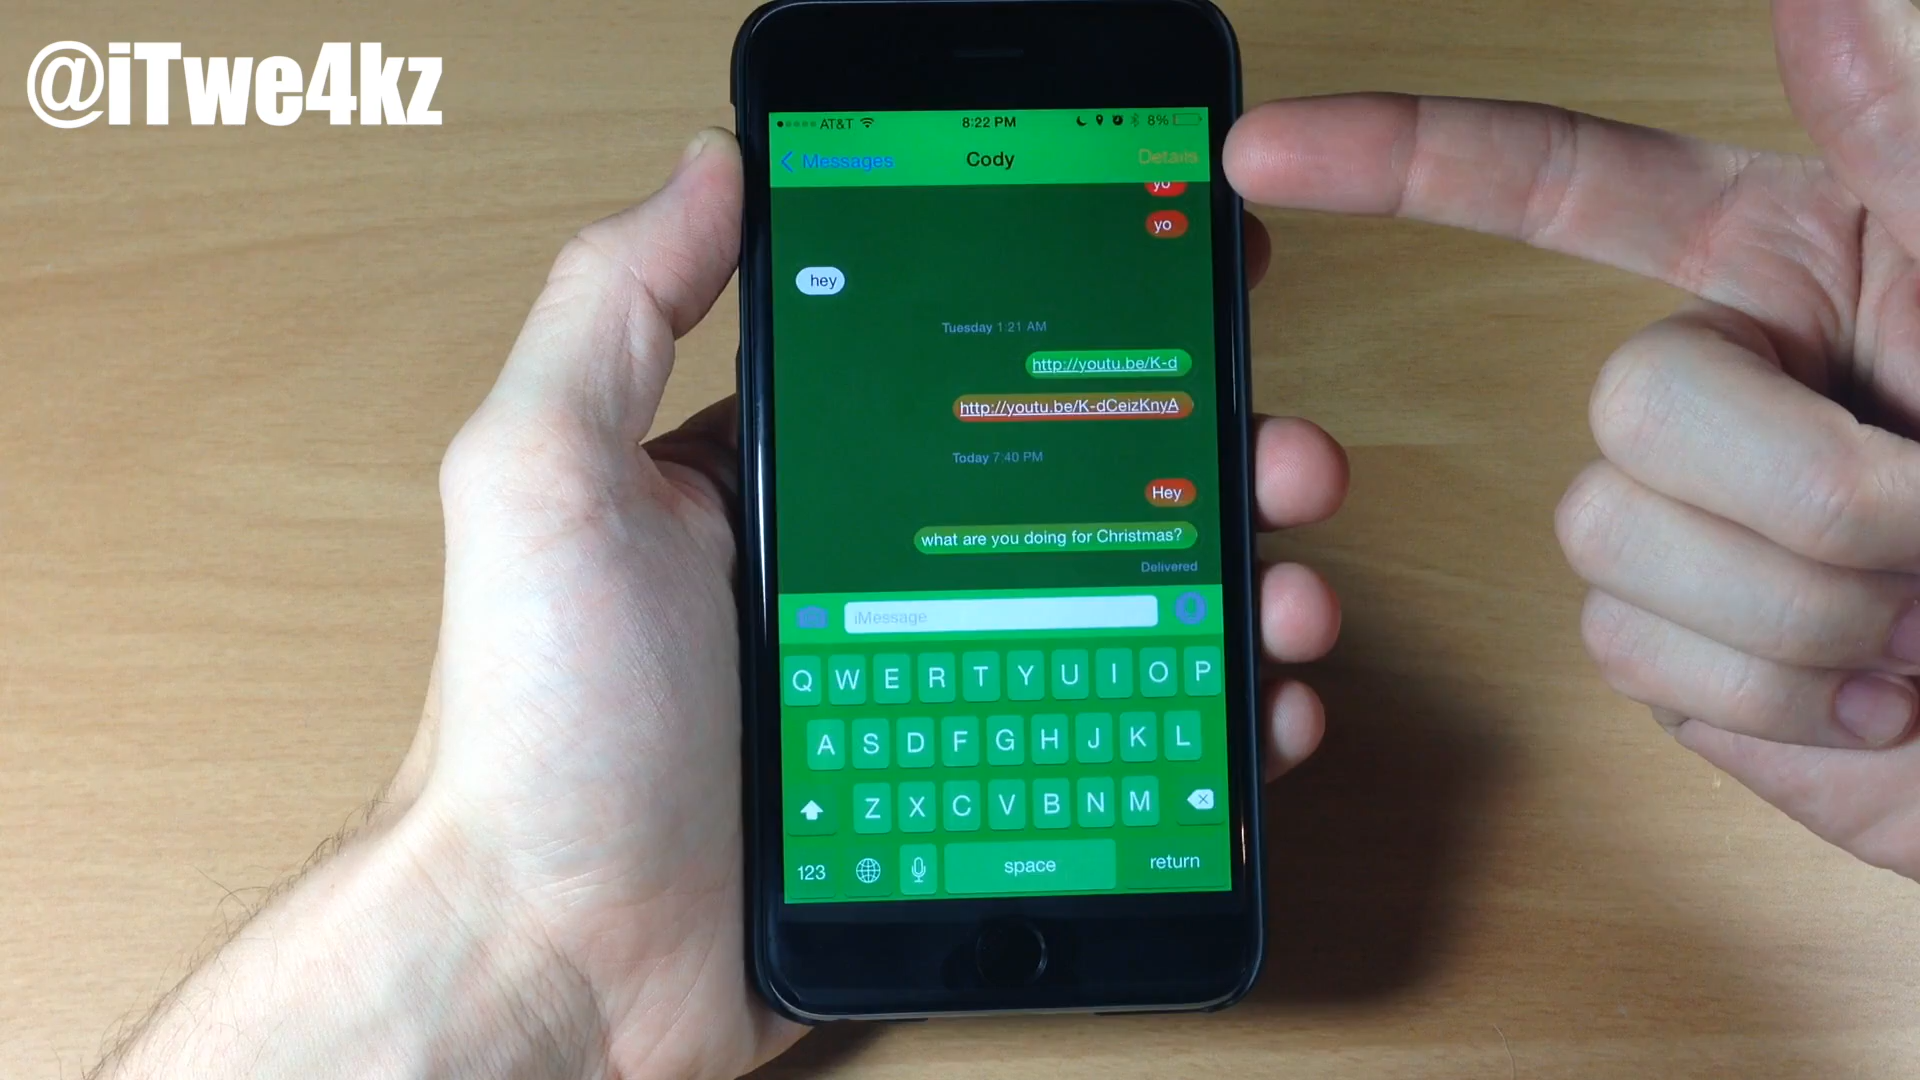 @iTwe4kz
AT&T 8:22 PM 8%
Messages Cody Details
yo
yo
hey
Tuesday 1:21 AM
http://youtu.be/K-d
http://youtu.be/K-dCeizKnyA
Today 7:40 PM
Hey
what are you doing for Christmas?
Delivered
iMessage
Q W E R T Y U I O P
A S D F G H J K L
Z X C V B N M
123 space return